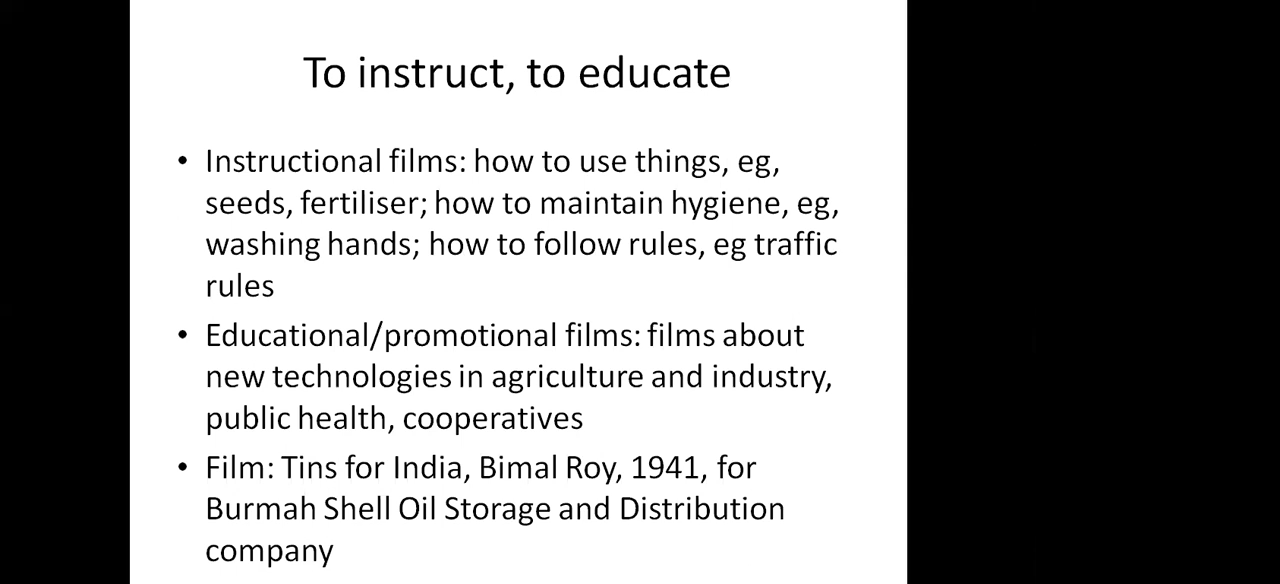 To instruct, to educate
• Instructional films: how to use things, eg,
seeds, fertiliser; how to maintain hygiene, eg,
washing hands; how to follow rules, eg traffic
rules
• Educational/promotional films: films about
new technologies in agriculture and industry,
public health, cooperatives
• Film: Tins for India, Bimal Roy, 1941, for
Burmah Shell Oil Storage and Distribution
company